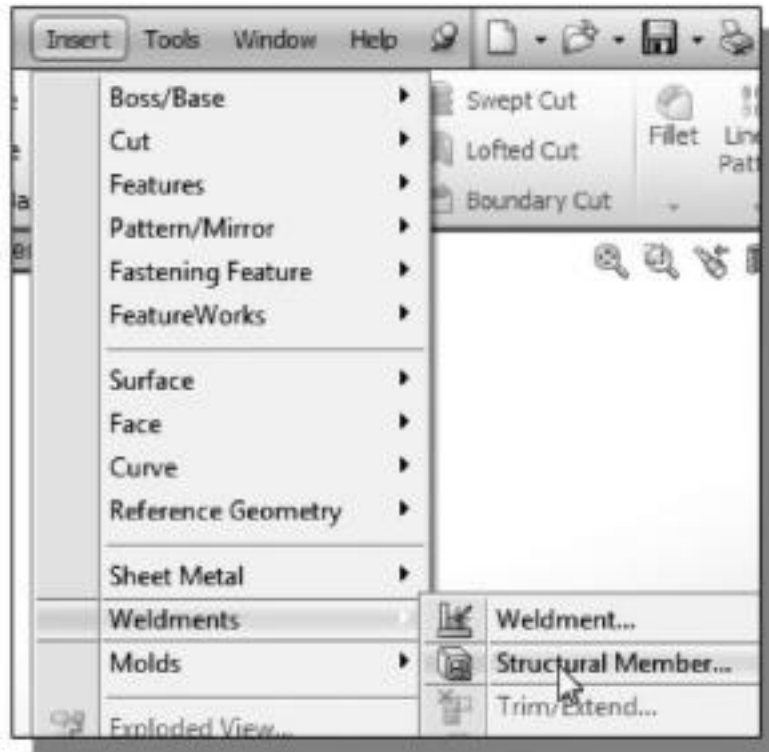 Insert Tools Window Help
Boss/Base
Cut
Features
Pattern/Mirror
Fastening Feature
FeatureWorks
Surface
Face
Curve
Reference Geometry
Sheet Metal
Weldments
Molds
Exploded View...
Swept Cut
Lofted Cut
Boundary Cut
Fillet
Weldment...
Structural Member...
Trim/Extend...